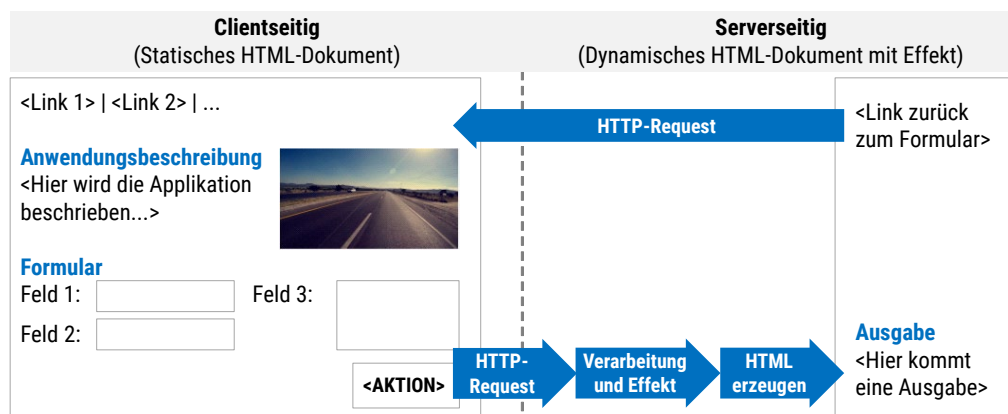 Clientseitig
(Statisches HTML-Dokument)
Serverseitig
(Dynamisches HTML-Dokument mit Effekt)
<Link 1> | <Link 2> | ...
HTTP-Request
<Link zurück
zum Formular>
Anwendungsbeschreibung
<Hier wird die Applikation
beschrieben...>
Formular
Feld 1:
Feld 3:
Feld 2:
<AKTION>
HTTP-
Request
Verarbeitung
und Effekt
HTML
erzeugen
Ausgabe
<Hier kommt
eine Ausgabe>